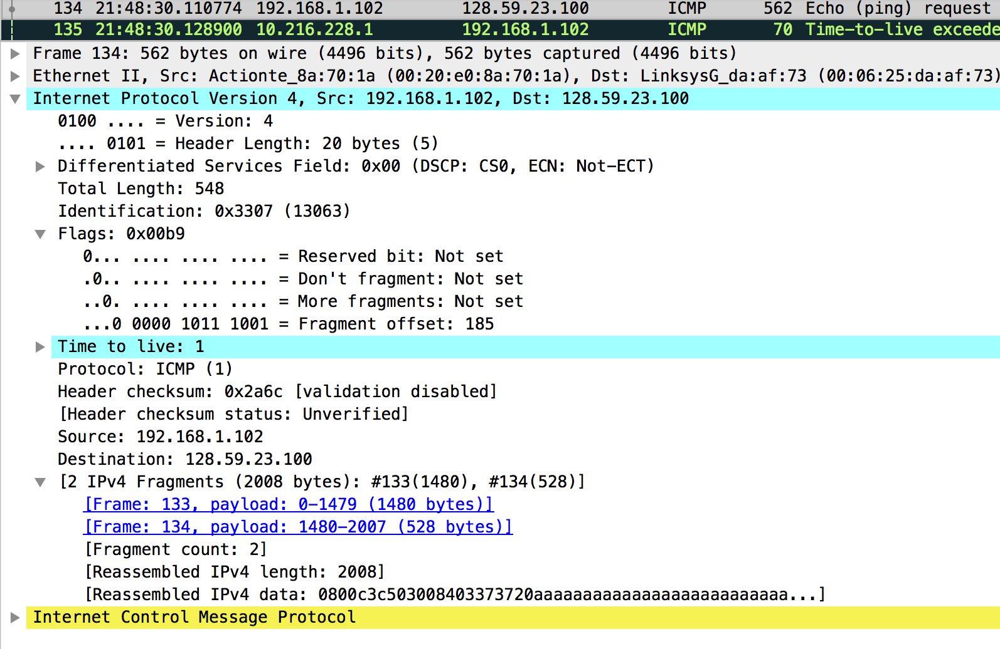 134 21:48:30.110774 192.168.1.102 128.59.23.100 ICMP 562 Echo (ping) request
135 21:48:30.128900 10.216.228.1 192.168.1.102 ICMP 70 Time-to-live exceede
Frame 134: 562 bytes on wire (4496 bits), 562 bytes captured (4496 bits)
Ethernet II, Src: Actionte_8a:70:1a (00:20:e0:8a:70:1a), Dst: LinksysG_da:af:73 (00:06:25:da:af:73)
Internet Protocol Version 4, Src: 192.168.1.102, Dst: 128.59.23.100
0100 .... = Version: 4
.... 0101 = Header Length: 20 bytes (5)
Differentiated Services Field: 0x00 (DSCP: CS0, ECN: Not-ECT)
Total Length: 548
Identification: 0x3307 (13063)
Flags: 0x00b9
0... .... .... .... = Reserved bit: Not set
.0.. .... .... .... = Don't fragment: Not set
..0. .... .... .... = More fragments: Not set
...0 0000 1011 1001 = Fragment offset: 185
Time to live: 1
Protocol: ICMP (1)
Header checksum: 0x2a6c [validation disabled]
[Header checksum status: Unverified]
Source: 192.168.1.102
Destination: 128.59.23.100
[2 IPv4 Fragments (2008 bytes): #133(1480), #134(528)]
[Frame: 133, payload: 0-1479 (1480 bytes)]
[Frame: 134, payload: 1480-2007 (528 bytes)]
[Fragment count: 2]
[Reassembled IPv4 length: 2008]
[Reassembled IPv4 data: 0800c3c503008403373720aaaaaaaaaaaaaaaaaaaaaaaaaa...]
Internet Control Message Protocol